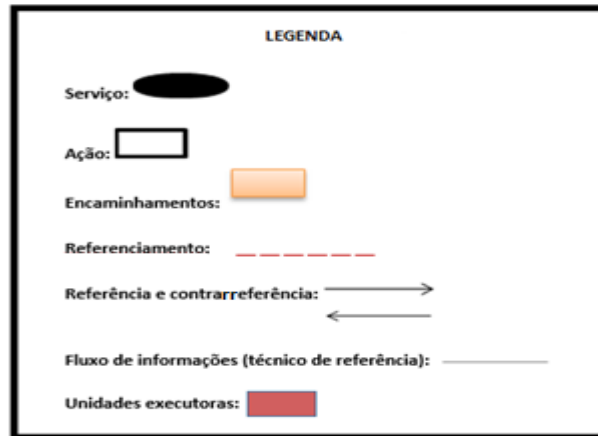 LEGENDA
Serviço:
Ação:
Encaminhamentos:
Referenciamento:
Referência e contrarreferência:
Fluxo de informações (técnico de referência):
Unidades executoras: